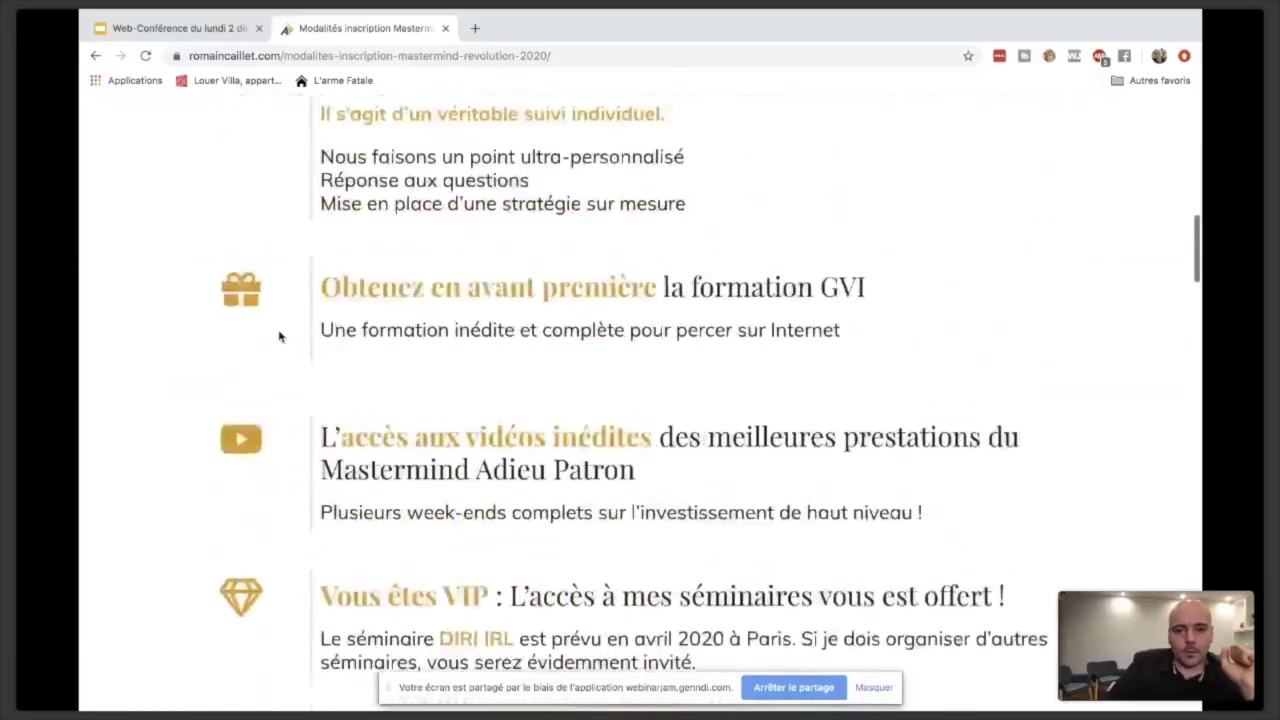 Web-Conférence du lundi 2 dé
Modalités inscription Masterm
romaincaillet.com/modalites-inscription-mastermind-revolution-2020/
Applications
Louer Villa, appart...
L'arme Fatale
Autres favoris
Il s'agit d'un véritable suivi individuel.
Nous faisons un point ultra-personnalisé
Réponse aux questions
Mise en place d'une stratégie sur mesure
Obtenez en avant première la formation GVI
Une formation inédite et complète pour percer sur Internet
L'accès aux vidéos inédites des meilleures prestations du
Mastermind Adieu Patron
Plusieurs week-ends complets sur l'investissement de haut niveau !
Vous êtes VIP : L'accès à mes séminaires vous est offert !
Le séminaire DIRI IRL est prévu en avril 2020 à Paris. Si je dois organiser d'autres
séminaires, vous serez évidemment invité.
Votre écran est partagé par le biais de l'application webinarjam.genndi.com.
Arrêter le partage
Masquer